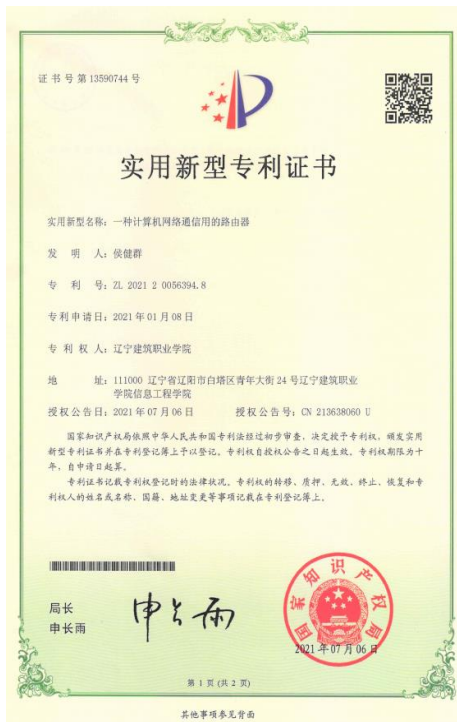 证书号第13590744号
实用新型专利证书
实用新型名称：一种计算机网络通信用的路由器
发 明 人：侯健群
专 利 号：ZL 2021 2 0056394.8
专利申请日：2021年01月08日
专 利 权 人：辽宁建筑职业学院
地 址：111000 辽宁省辽阳市白塔区青年大街24号辽宁建筑职业
学院信息工程学院
授权公告日：2021年07月06日 授权公告号：CN 213638060 U
国家知识产权局依照中华人民共和国专利法经过初步审查，决定授予专利权，颁发实用
新型专利证书并在专利登记簿上予以登记。专利权自授权公告之日起生效。专利权期限为十
年，自申请日起算。
专利证书记载专利权登记时的法律状况。专利权的转移、质押、无效、终止、恢复和专
利权人的姓名或名称、国籍、地址变更等事项记载在专利登记簿上。
局长
申长雨
申长雨
国家知识产权局
2021年07月06日
第 1 页 (共 2 页)
其他事项参见背面